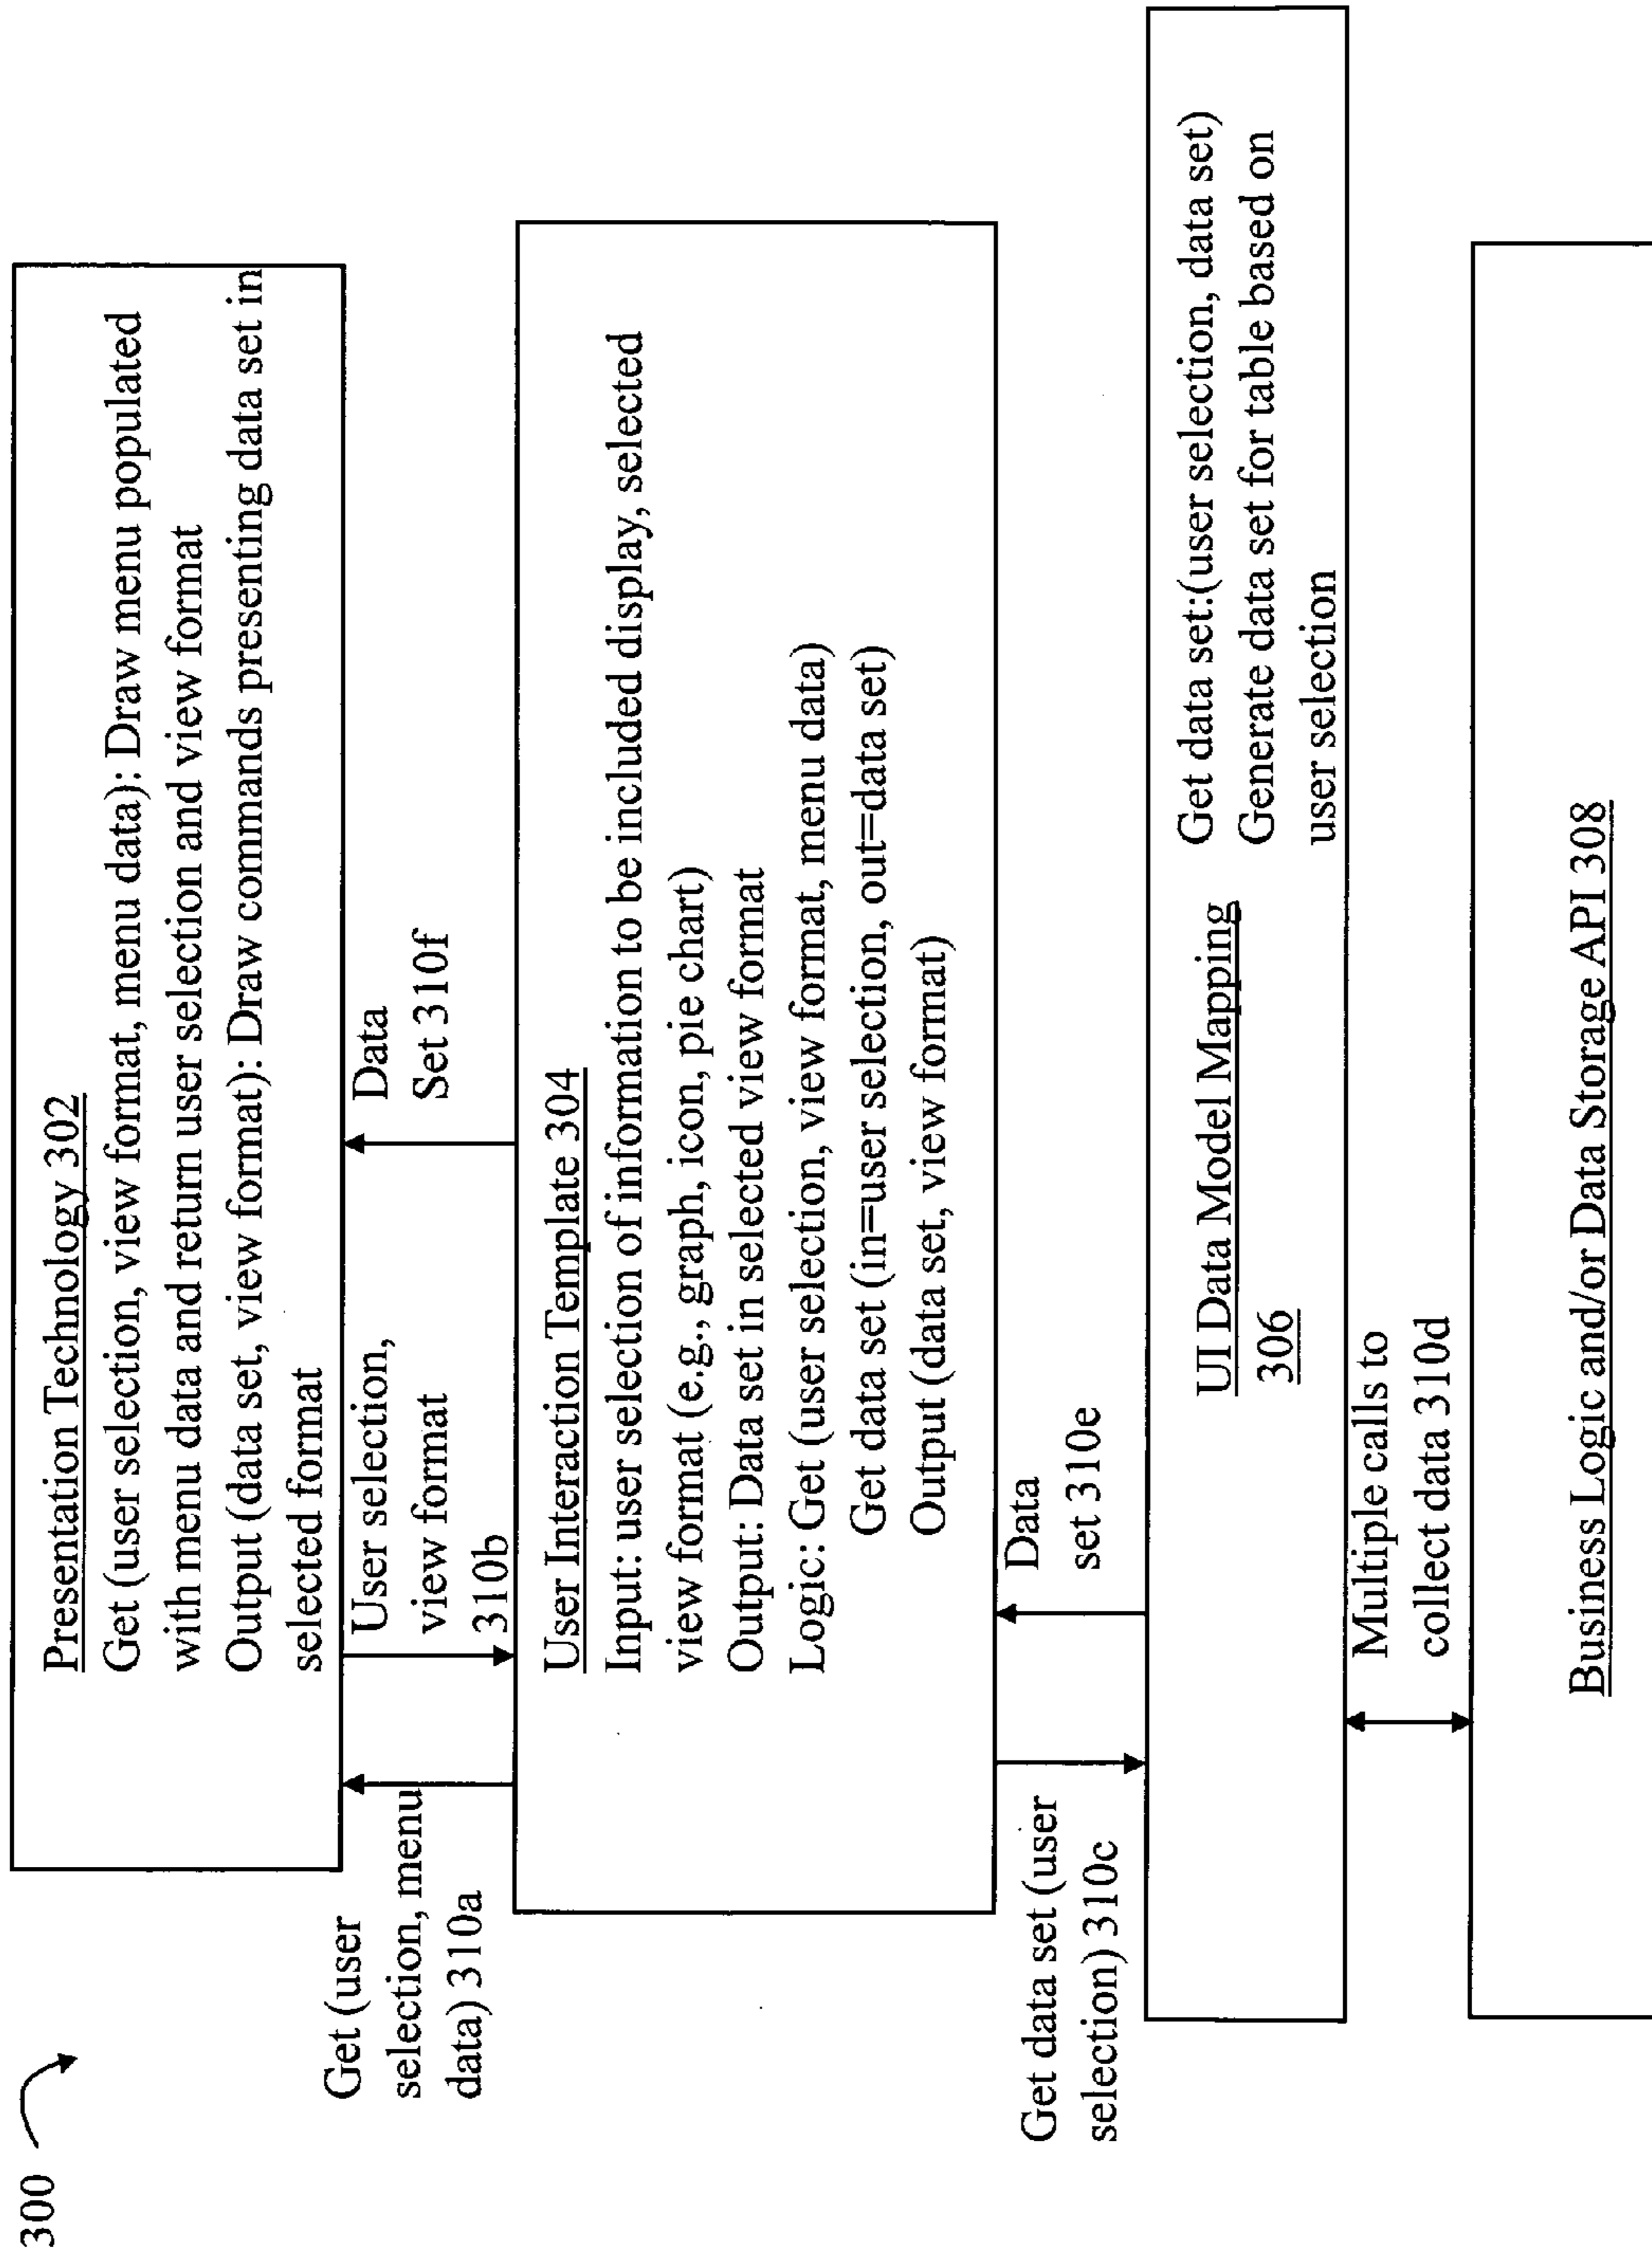 300
Presentation Technology 302
Get (user selection, view format, menu data): Draw menu populated
with menu data and return user selection and view format
Output (data set, view format): Draw commands presenting data set in
selected format
Get (user
selection, menu
data) 310a
User selection,
view format
310b
Data
Set 310f
User Interaction Template 304
Input: user selection of information to be included display, selected
view format (e.g., graph, icon, pie chart)
Output: Data set in selected view format
Logic: Get (user selection, view format, menu data)
Get data set (in=user selection, out=data set)
Output (data set, view format)
Get data set (user
selection) 310c
Data
set 310e
UI Data Model Mapping
306
Get data set:(user selection, data set)
Generate data set for table based on
user selection
Multiple calls to
collect data 310d
Business Logic and/or Data Storage API 308